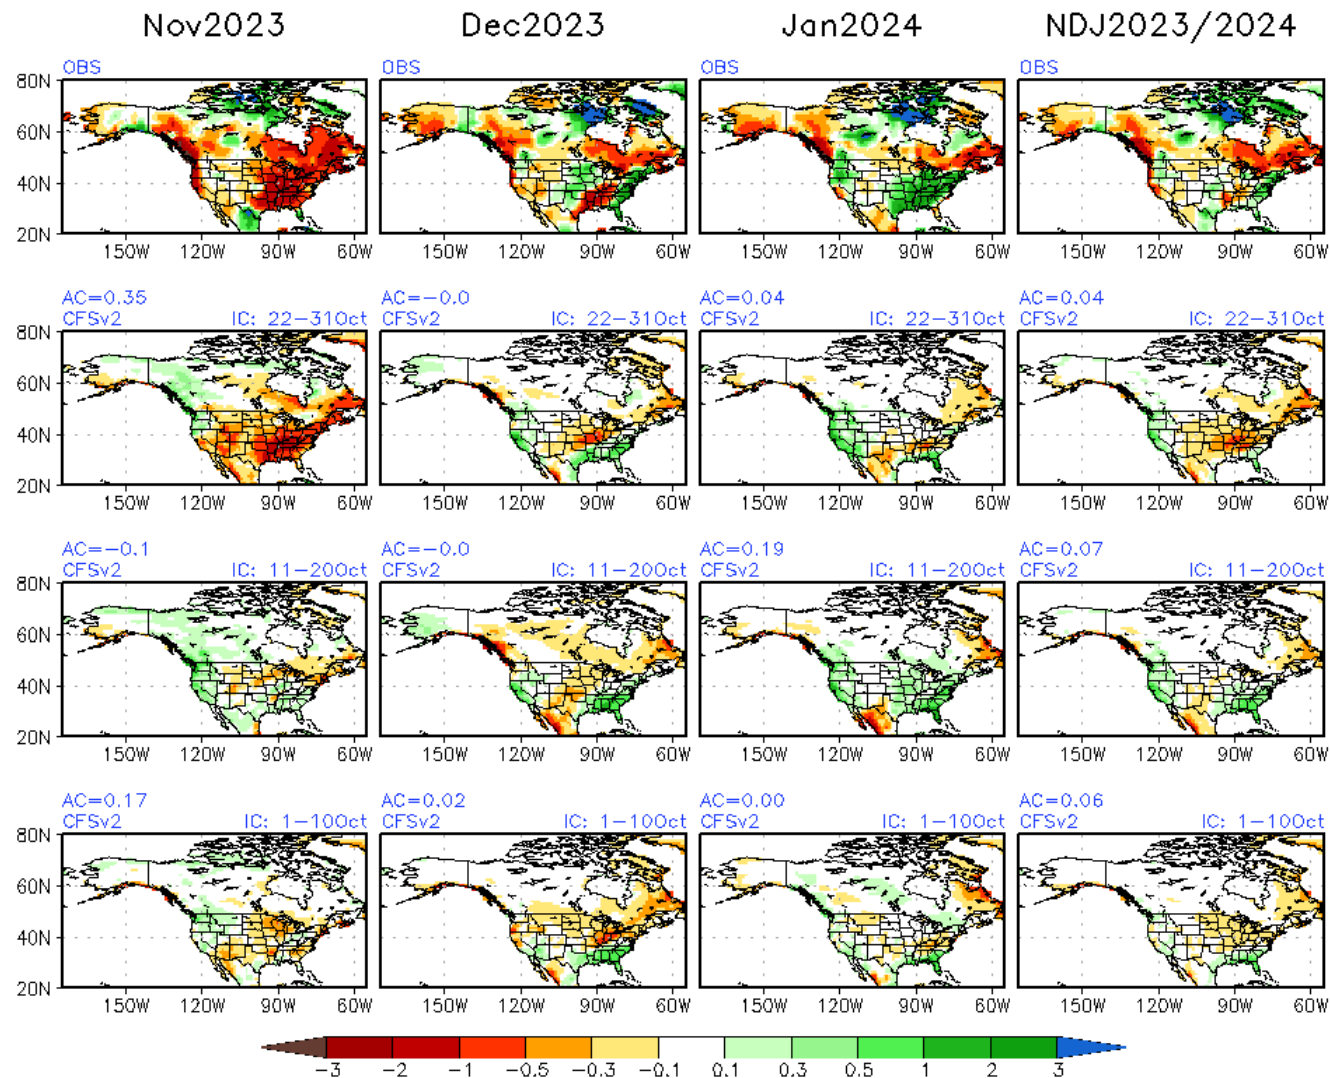 Nov2023 Dec2023 Jan2024 NDJ2023/2024
OBS OBS OBS OBS
80N
60N
40N
20N
150W 120W 90W 60W 150W 120W 90W 60W 150W 120W 90W 60W 150W 120W 90W 60W
AC=0.35 AC=-0.0 AC=0.04 AC=0.04
CFSv2 IC: 22-31Oct CFSv2 IC: 22-31Oct CFSv2 IC: 22-31Oct CFSv2 IC: 22-31Oct
80N
60N
40N
20N
150W 120W 90W 60W 150W 120W 90W 60W 150W 120W 90W 60W 150W 120W 90W 60W
AC=-0.1 AC=-0.0 AC=0.19 AC=0.07
CFSv2 IC: 11-20Oct CFSv2 IC: 11-20Oct CFSv2 IC: 11-20Oct CFSv2 IC: 11-20Oct
80N
60N
40N
20N
150W 120W 90W 60W 150W 120W 90W 60W 150W 120W 90W 60W 150W 120W 90W 60W
AC=0.17 AC=0.02 AC=0.00 AC=0.06
CFSv2 IC: 1-10Oct CFSv2 IC: 1-10Oct CFSv2 IC: 1-10Oct CFSv2 IC: 1-10Oct
80N
60N
40N
20N
150W 120W 90W 60W 150W 120W 90W 60W 150W 120W 90W 60W 150W 120W 90W 60W
-3 -2 -1 -0.5 -0.3 -0.1 0.1 0.3 0.5 1 2 3